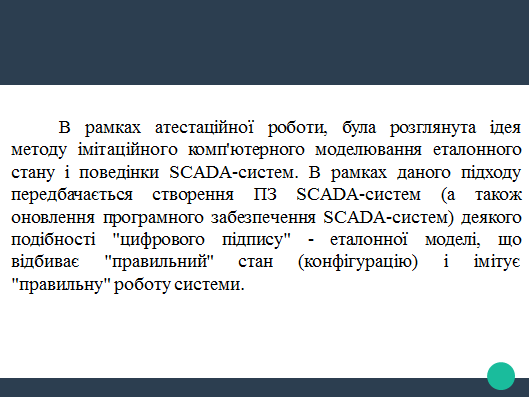 В рамках атестаційної роботи, була розглянута ідея
методу імітаційного комп'ютерного моделювання еталонного
стану і поведінки SCADA-систем. В рамках даного підходу
передбачається створення ПЗ SCADA-систем (а також
оновлення програмного забезпечення SCADA-систем) деякого
подібності "цифрового підпису" - еталонної моделі, що
відбиває "правильний" стан (конфігурацію) і імітує
"правильну" роботу системи.